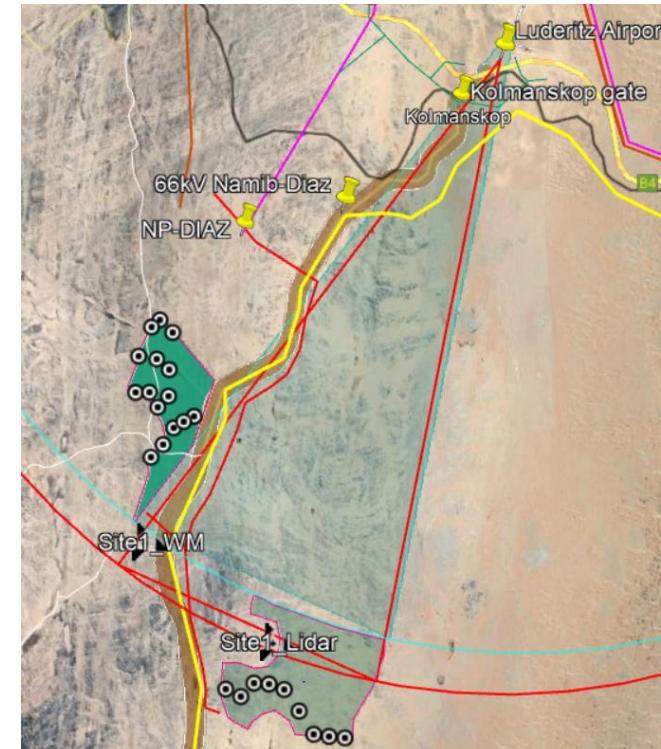 Luderitz Airpor
Kolmanskop gate
Kolmanskop
66kV Namib-Diaz
B4
NP-DIAZ
Site1_WM
Site1_Lidar